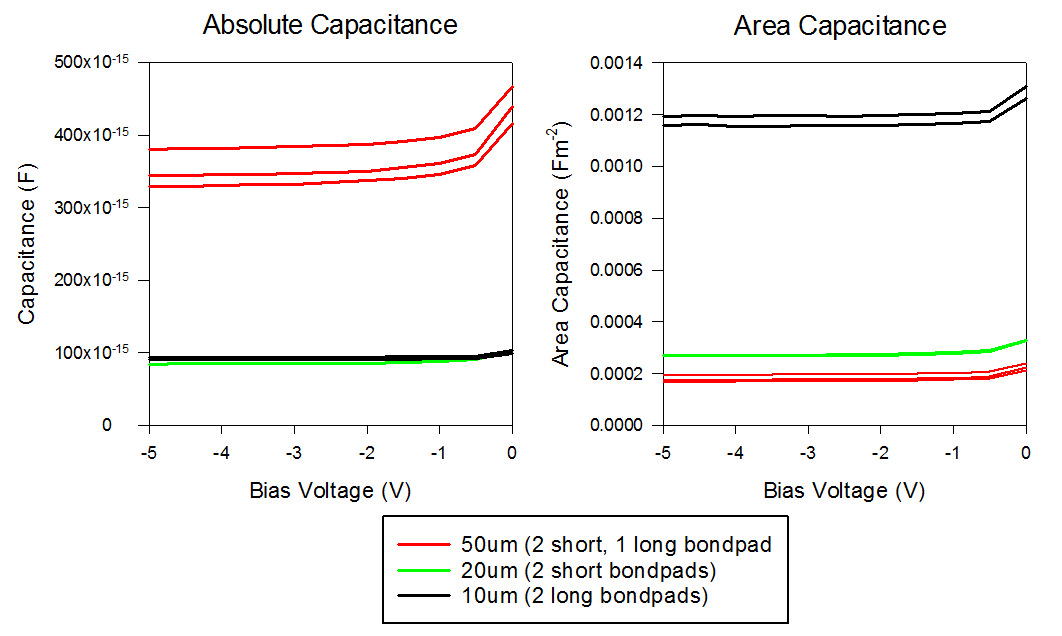 Absolute Capacitance
Capacitance (F)
500x10-15
400x10-15
300x10-15
200x10-15
100x10-15
0
-5 -4 -3 -2 -1 0
Bias Voltage (V)
Area Capacitance
Area Capacitance (Fm-2)
0.0014
0.0012
0.0010
0.0008
0.0006
0.0004
0.0002
0.0000
-5 -4 -3 -2 -1 0
Bias Voltage (V)
50um (2 short, 1 long bondpad
20um (2 short bondpads)
10um (2 long bondpads)